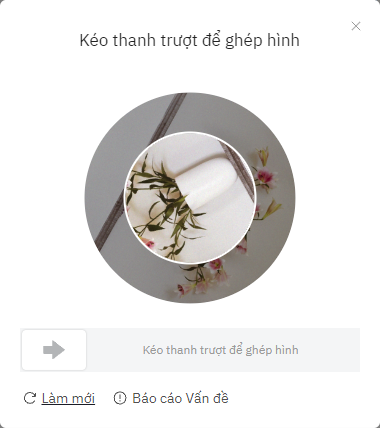 Kéo thanh trượt để ghép hình
Kéo thanh trượt để ghép hình
Làm mới Báo cáo Vấn đề